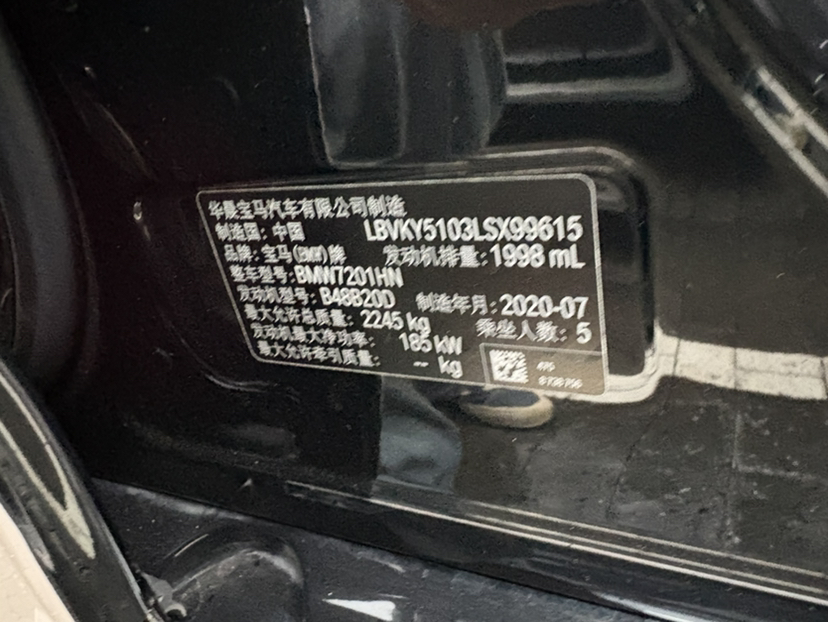 华晨宝马汽车有限公司制造
制造国：中国 LBVKY5103LSX99615
品牌：宝马(BMW)牌 发动机排量：1998 mL
整车型号：BMW7201HN
发动机型号：B48B20D 制造年月：2020-07
最大允许总质量： 2245 kg 乘坐人数：5
发动机最大净功率： 185 kW
最大允许牵引质量： -- kg